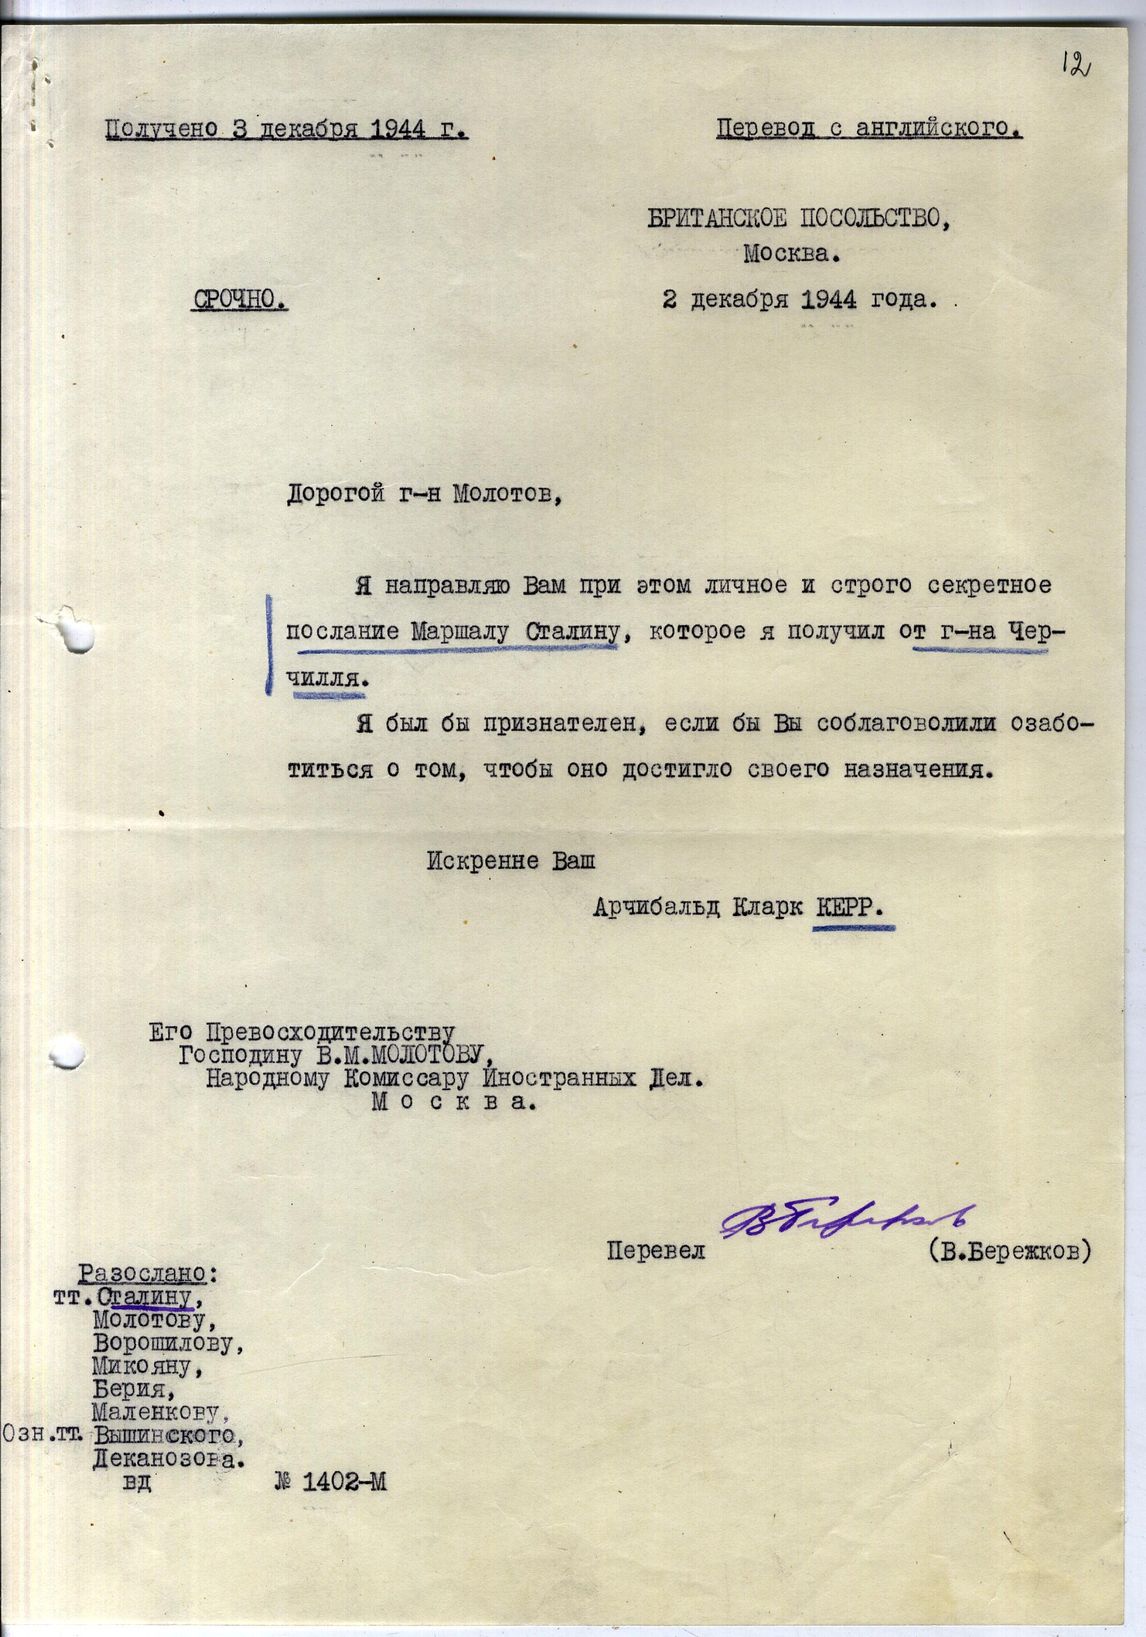 12
Получено 3 декабря 1944 г.
Перевод с английского.
БРИТАНСКОЕ ПОСОЛЬСТВО,
Москва.
СРОЧНО.
2 декабря 1944 года.
Дорогой г-н Молотов,
Я направляю Вам при этом личное и строго секретное
послание Маршалу Сталину, которое я получил от г-на Чер-
чилля.
Я был бы признателен, если бы Вы соблаговолили озабо-
титься о том, чтобы оно достигло своего назначения.
Искренне Ваш
Арчибальд Кларк КЕРР.
Его Превосходительству
Господину В.М.МОЛОТОВУ,
Народному Комиссару Иностранных Дел.
М о с к в а.
Перевел
(В.Бережков)
Разослано:
тт.Сталину,
Молотову,
Ворошилову,
Микояну,
Берия,
Маленкову,
Озн.тт. Вышинского,
Деканозова.
вд
№ 1402-М